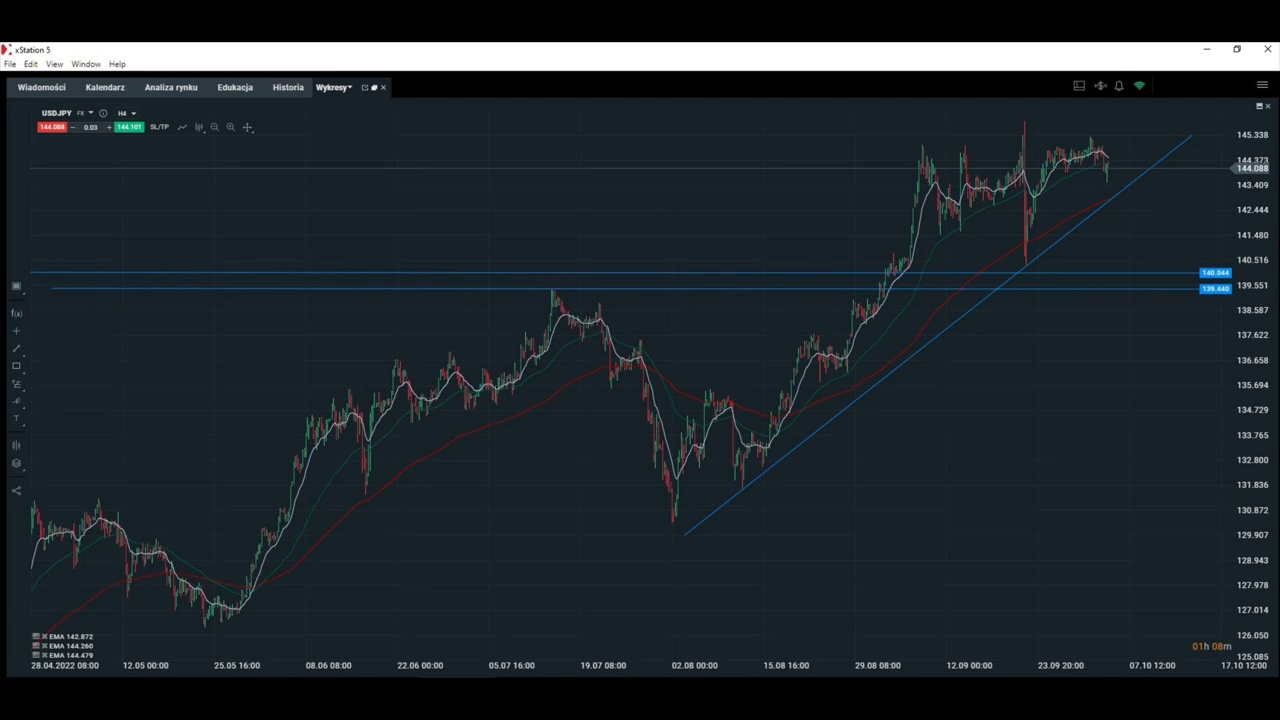 xStation 5
File Edit View Window Help
Wiadomości Kalendarz Analiza rynku Edukacja Historia Wykresy
USDJPY FX H4
144.088 0.03 144.101 SL/TP
145.338
144.373
144.088
143.409
142.444
141.480
140.516
140.044
139.551
139.440
138.587
137.622
136.658
135.694
134.729
133.765
132.800
131.836
130.872
129.907
128.943
127.978
127.014
126.050
125.085
f(x)
T
EMA 142.872
EMA 144.260
EMA 144.479
01h 08m
28.04.2022 08:00 12.05 00:00 25.05 16:00 08.06 08:00 22.06 00:00 05.07 16:00 19.07 08:00 02.08 00:00 15.08 16:00 29.08 08:00 12.09 00:00 23.09 20:00 07.10 12:00 17.10 12:00